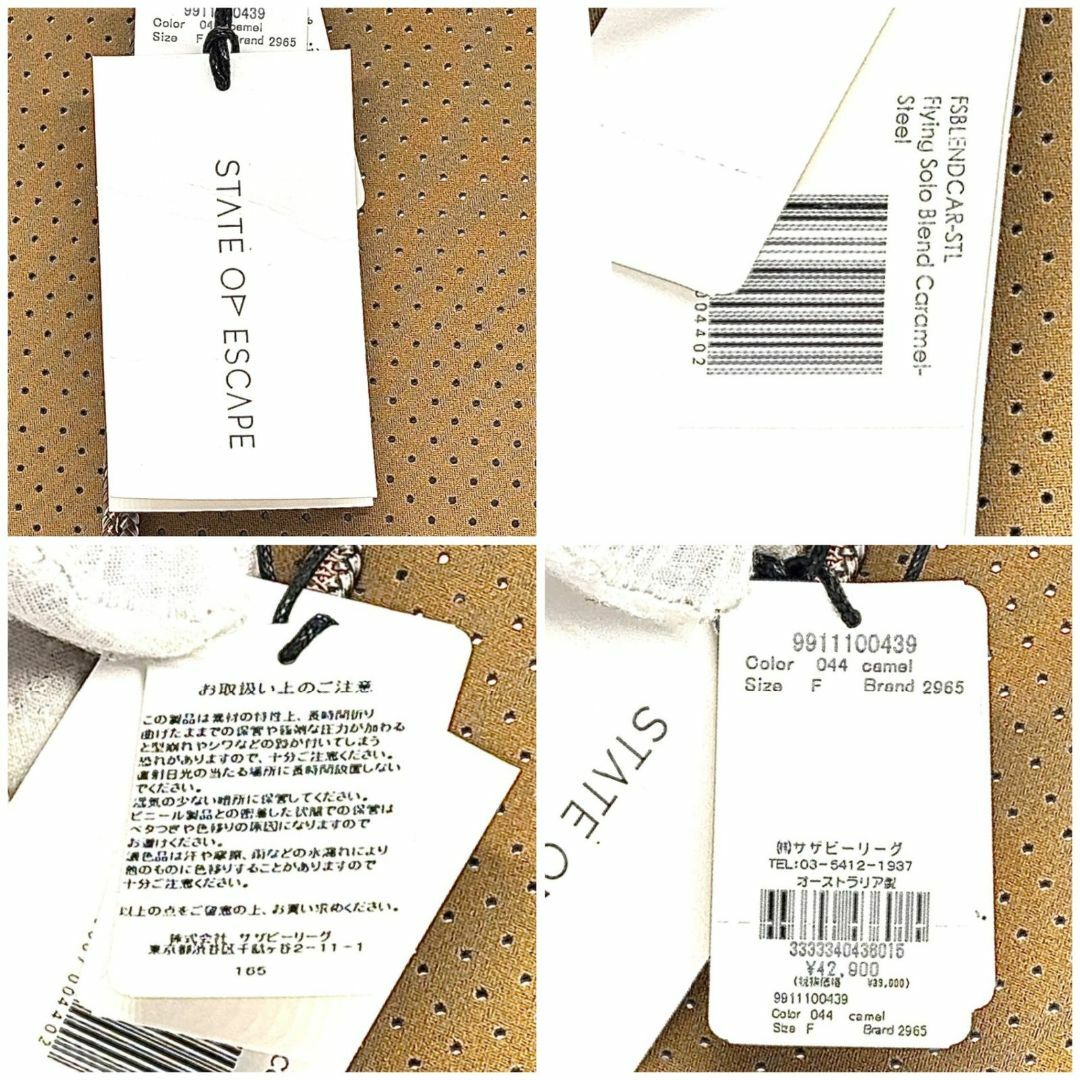 9911100439
Color 044 camel
Size F Brand 2965
STATE OF ESCAPE
FSBLENDCAR-STL
Flying Solo Blend Caramel-
Steel
004402
お取扱い上のご注意
この製品は素材の特性上、長時間折り
曲げたままでの保管や極端な圧力が加わる
と型崩れやシワなどの跡が付いてしまう
恐れがありますので、十分ご注意ください。
直射日光の当たる場所に長時間放置しない
でください。
湿気の少ない暗所に保管してください。
ビニール製品との密着した状態での保管は
ベタつきや色移りの原因になりますので
お避けください。
濃色品は汗や摩擦、雨などの水濡れにより
他のものに色移りすることがありますので
十分ご注意ください。
以上の点をご留意の上、お買い求めください。
株式会社 サザビーリーグ
東京都渋谷区千駄ヶ谷2-11-1
165
004402
STATE O
9911100439
Color 044 camel
Size F Brand 2965
(株)サザビーリーグ
TEL:03-5412-1937
オーストラリア製
3333340436015
¥42,900
(税抜価格 ¥39,000)
9911100439
Color 044 camel
Size F Brand 2965